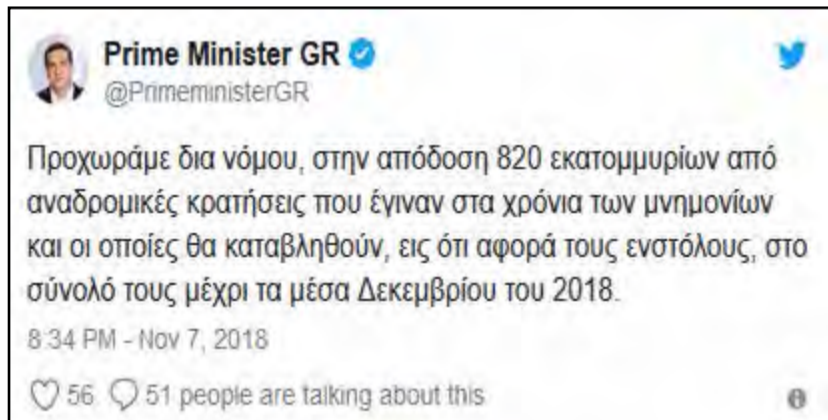 Prime Minister GR
@PrimeministerGR
Προχωράμε δια νόμου, στην απόδοση 820 εκατομμυρίων από
αναδρομικές κρατήσεις που έγιναν στα χρόνια των μνημονίων
και οι οποίες θα καταβληθούν, εις ότι αφορά τους ενστόλους, στο
σύνολό τους μέχρι τα μέσα Δεκεμβρίου του 2018.
8:34 PM - Nov 7, 2018
56 51 people are talking about this